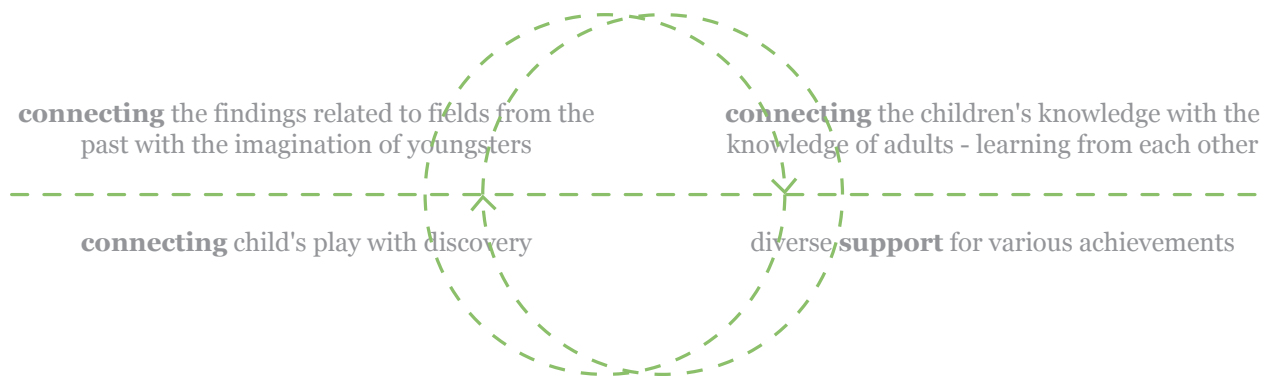 connecting the findings related to fields from the
past with the imagination of youngsters
connecting the children's knowledge with the
knowledge of adults - learning from each other
connecting child's play with discovery
diverse support for various achievements